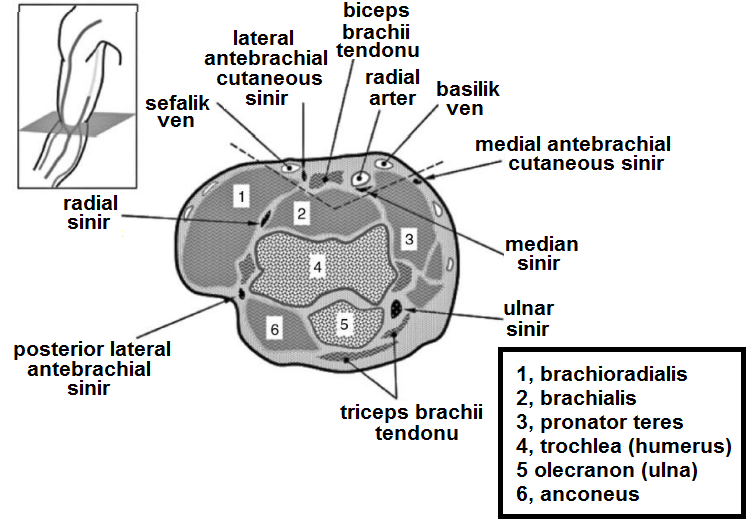 biceps
brachii
tendonu
lateral
antebrachial
cutaneous
sinir
radial
arter
basilik
ven
sefalik
ven
medial antebrachial
cutaneous sinir
radial
sinir
median
sinir
ulnar
sinir
posterior lateral
antebrachial
sinir
triceps brachii
tendonu
1
2
3
4
5
6
1, brachioradialis
2, brachialis
3, pronator teres
4, trochlea (humerus)
5 olecranon (ulna)
6, anconeus